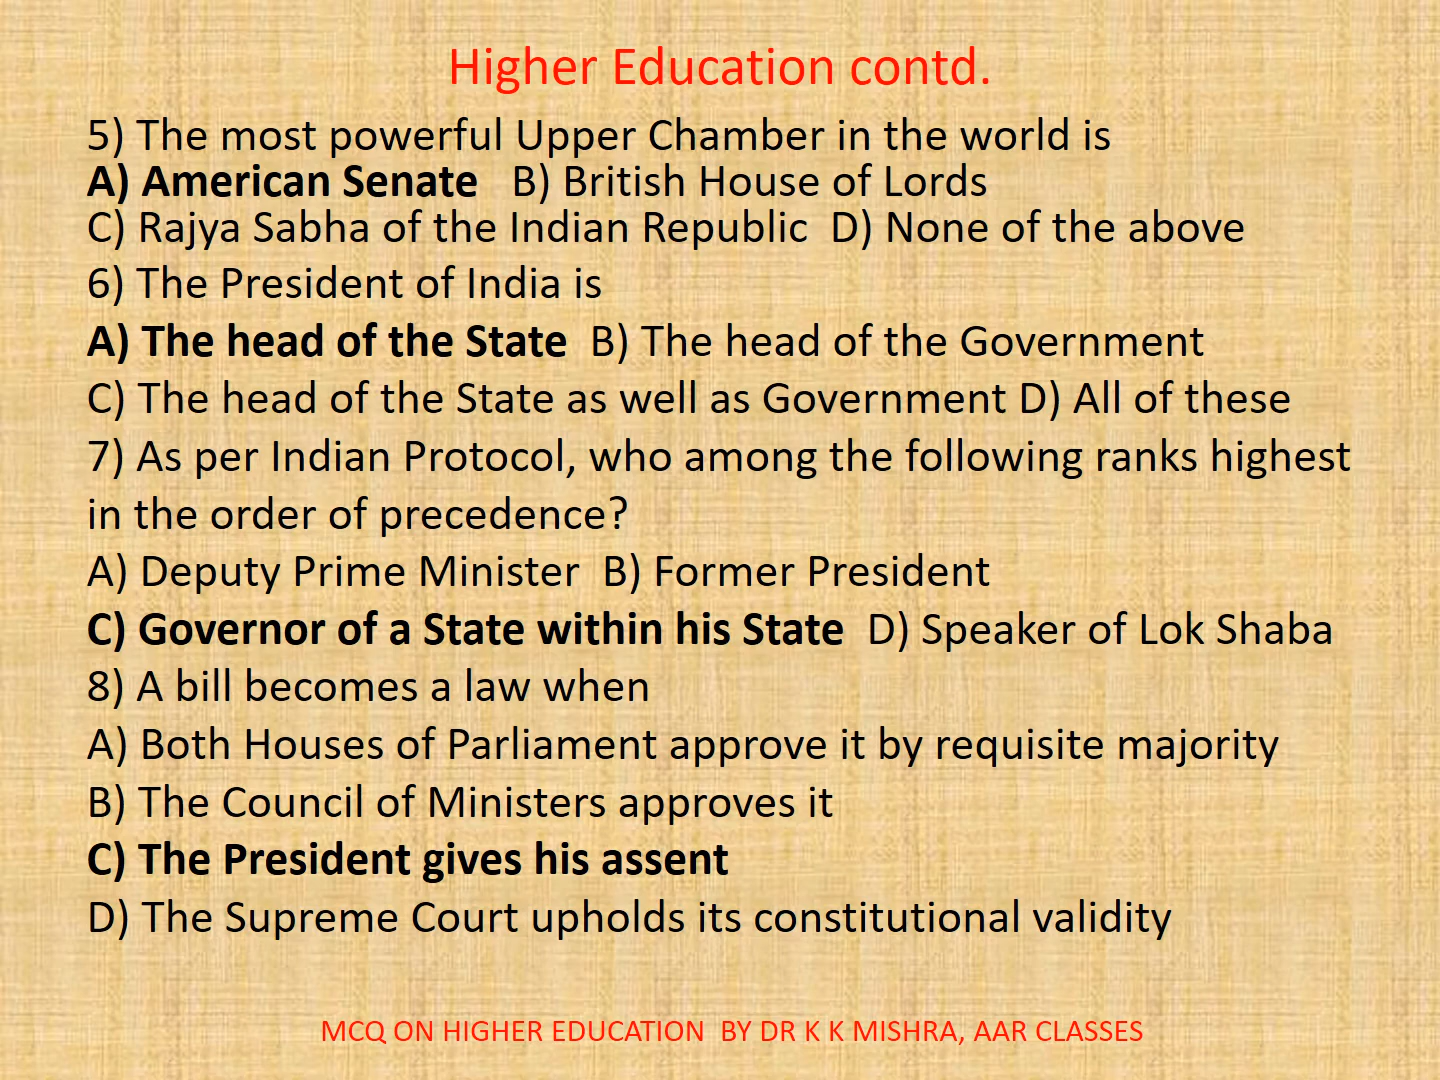 Higher Education contd.
5) The most powerful Upper Chamber in the world is
A) American Senate B) British House of Lords
C) Rajya Sabha of the Indian Republic D) None of the above
6) The President of India is
A) The head of the State B) The head of the Government
C) The head of the State as well as Government D) All of these
7) As per Indian Protocol, who among the following ranks highest
in the order of precedence?
A) Deputy Prime Minister B) Former President
C) Governor of a State within his State D) Speaker of Lok Shaba
8) A bill becomes a law when
A) Both Houses of Parliament approve it by requisite majority
B) The Council of Ministers approves it
C) The President gives his assent
D) The Supreme Court upholds its constitutional validity
MCQ ON HIGHER EDUCATION BY DR K K MISHRA, AAR CLASSES